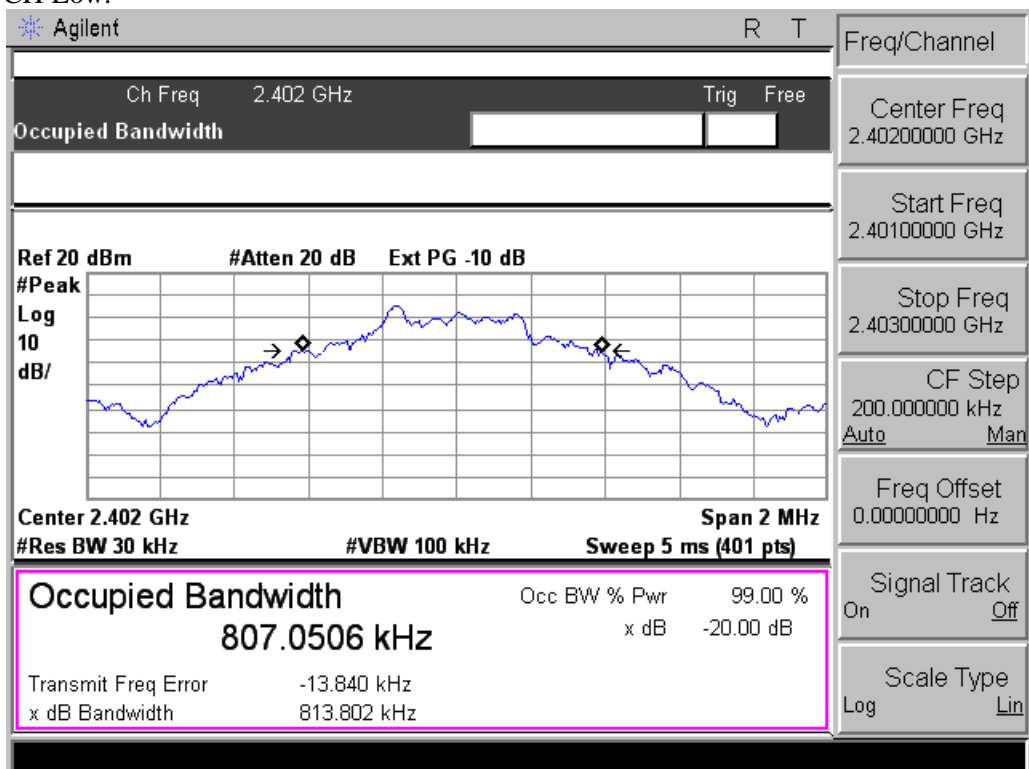 CH Low:
Agilent R T
Freq/Channel
Ch Freq 2.402 GHz Trig Free
Occupied Bandwidth
Center Freq
2.40200000 GHz
Start Freq
2.40100000 GHz
Ref 20 dBm #Atten 20 dB Ext PG -10 dB
#Peak
Log
10
dB/
Stop Freq
2.40300000 GHz
CF Step
200.000000 kHz
Auto Man
Freq Offset
0.00000000 Hz
Center 2.402 GHz Span 2 MHz
#Res BW 30 kHz #VBW 100 kHz Sweep 5 ms (401 pts)
Occupied Bandwidth
807.0506 kHz
Occ BW % Pwr 99.00 %
x dB -20.00 dB
Transmit Freq Error -13.840 kHz
x dB Bandwidth 813.802 kHz
Signal Track
On Off
Scale Type
Log Lin